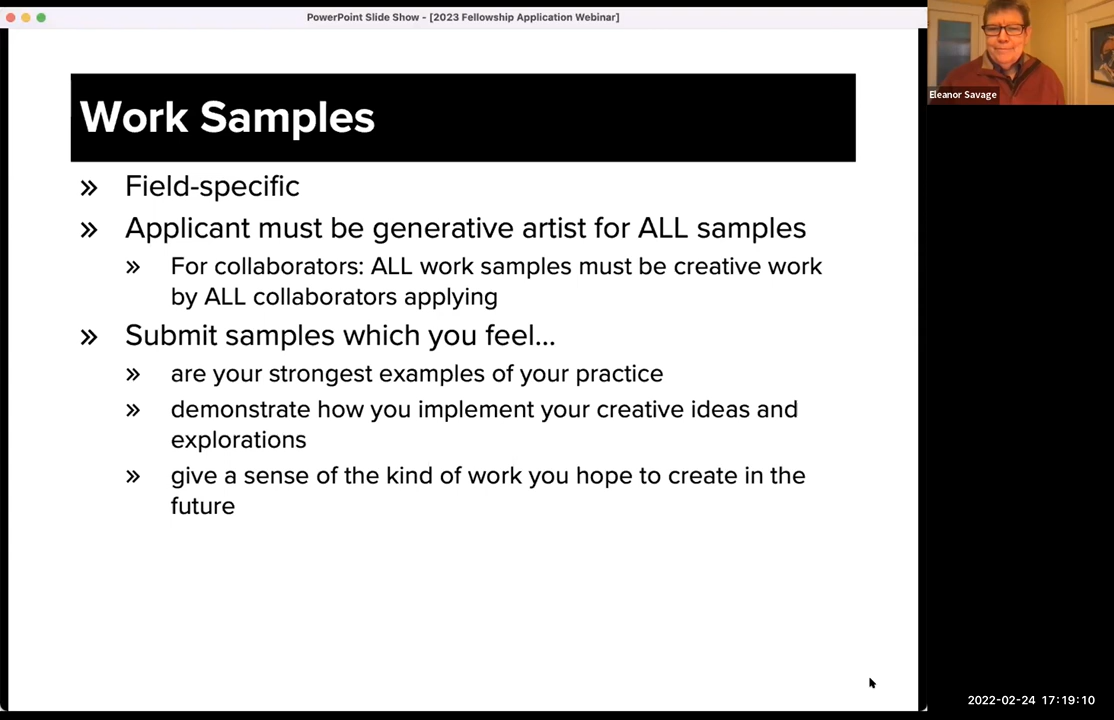 PowerPoint Slide Show - [2023 Fellowship Application Webinar]
Eleanor Savage
Work Samples
» Field-specific
» Applicant must be generative artist for ALL samples
» For collaborators: ALL work samples must be creative work
by ALL collaborators applying
» Submit samples which you feel...
» are your strongest examples of your practice
» demonstrate how you implement your creative ideas and
explorations
» give a sense of the kind of work you hope to create in the
future
2022-02-24 17:19:10